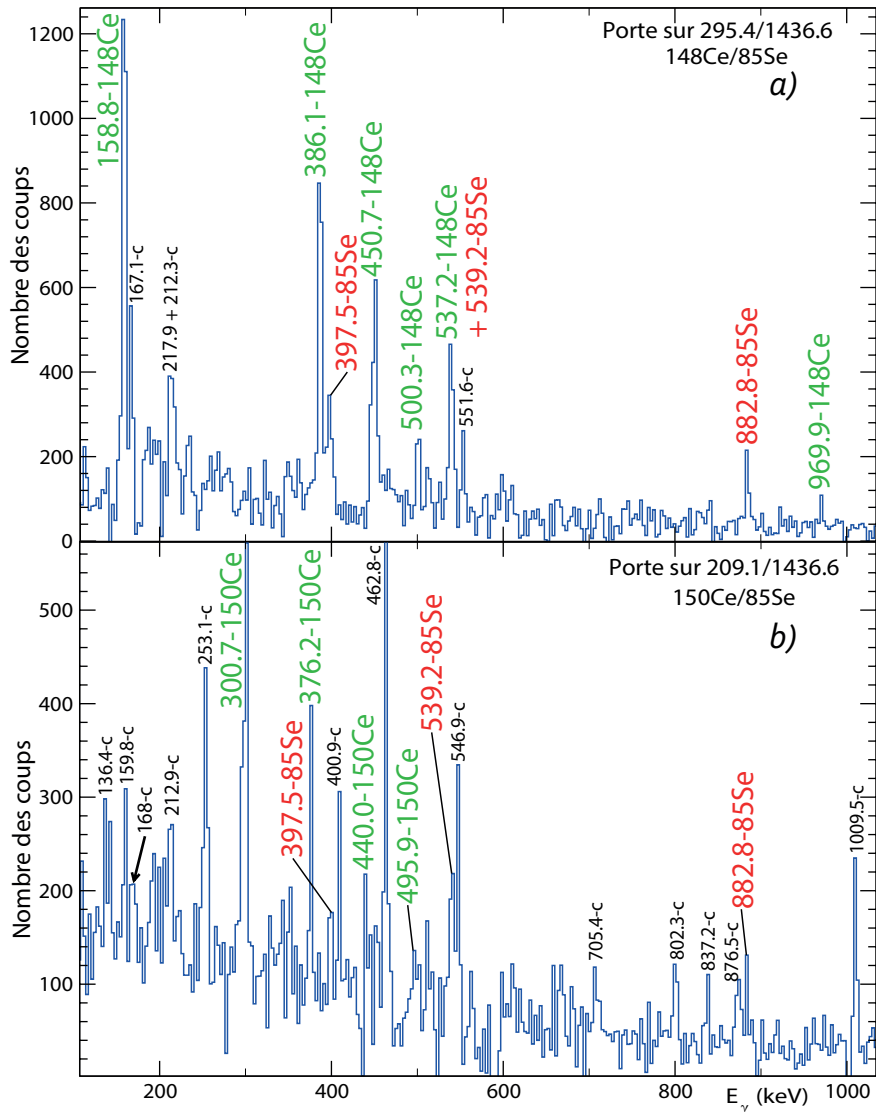 Porte sur 295.4/1436.6
148Ce/85Se
a)
Nombre des coups
1200
1000
800
600
400
200
0
158.8-148Ce
167.1-c
217.9 + 212.3-c
386.1-148Ce
397.5-85Se
450.7-148Ce
500.3-148Ce
537.2-148Ce
+ 539.2-85Se
551.6-c
882.8-85Se
969.9-148Ce
Porte sur 209.1/1436.6
150Ce/85Se
b)
Nombre des coups
500
400
300
200
100
136.4-c
159.8-c
168-c
212.9-c
253.1-c
300.7-150Ce
397.5-85Se
376.2-150Ce
400.9-c
440.0-150Ce
462.8-c
495.9-150Ce
539.2-85Se
546.9-c
705.4-c
802.3-c
837.2-c
876.5-c
882.8-85Se
1009.5-c
200
400
600
800
1000
Eγ (keV)